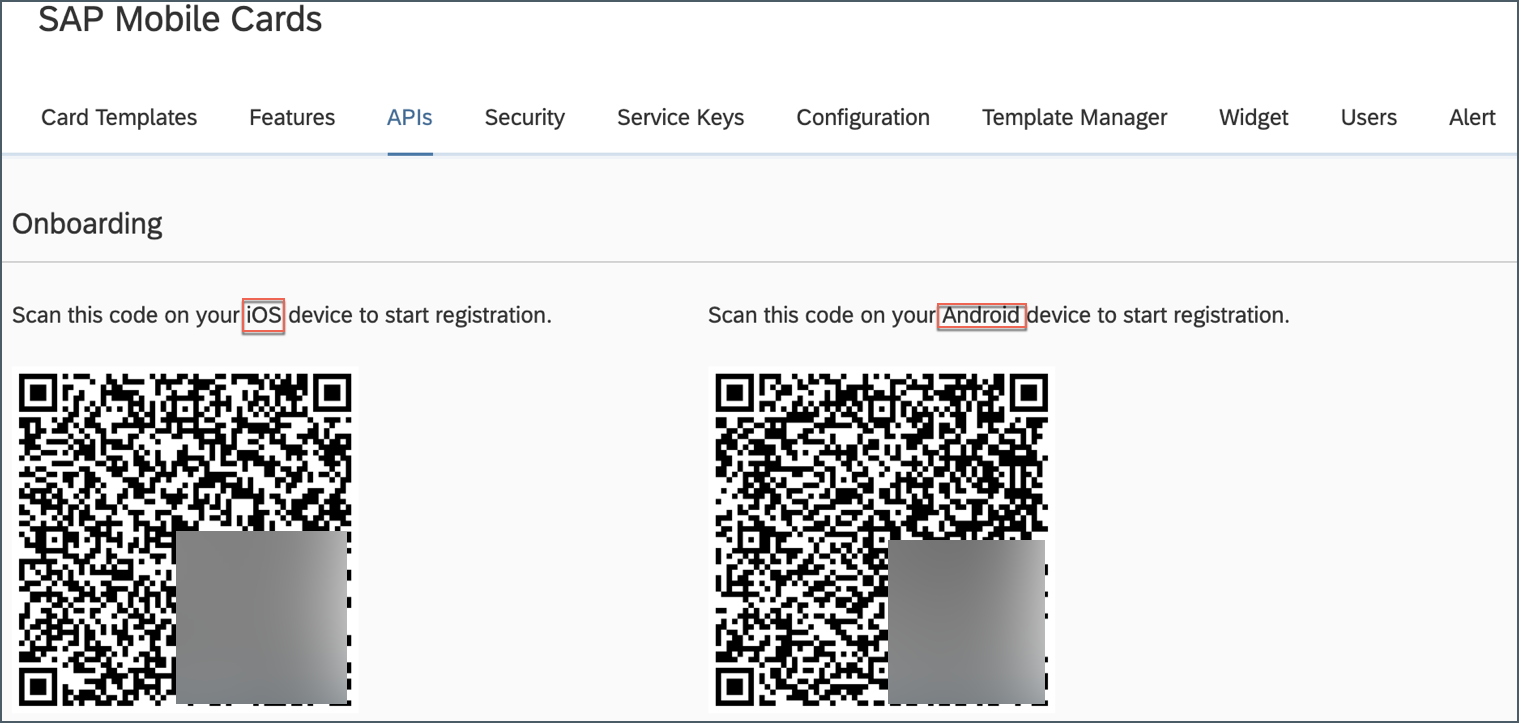 SAP Mobile Cards
Card Templates Features APIs Security Service Keys Configuration Template Manager Widget Users Alert
Onboarding
Scan this code on your iOS device to start registration.
Scan this code on your Android device to start registration.